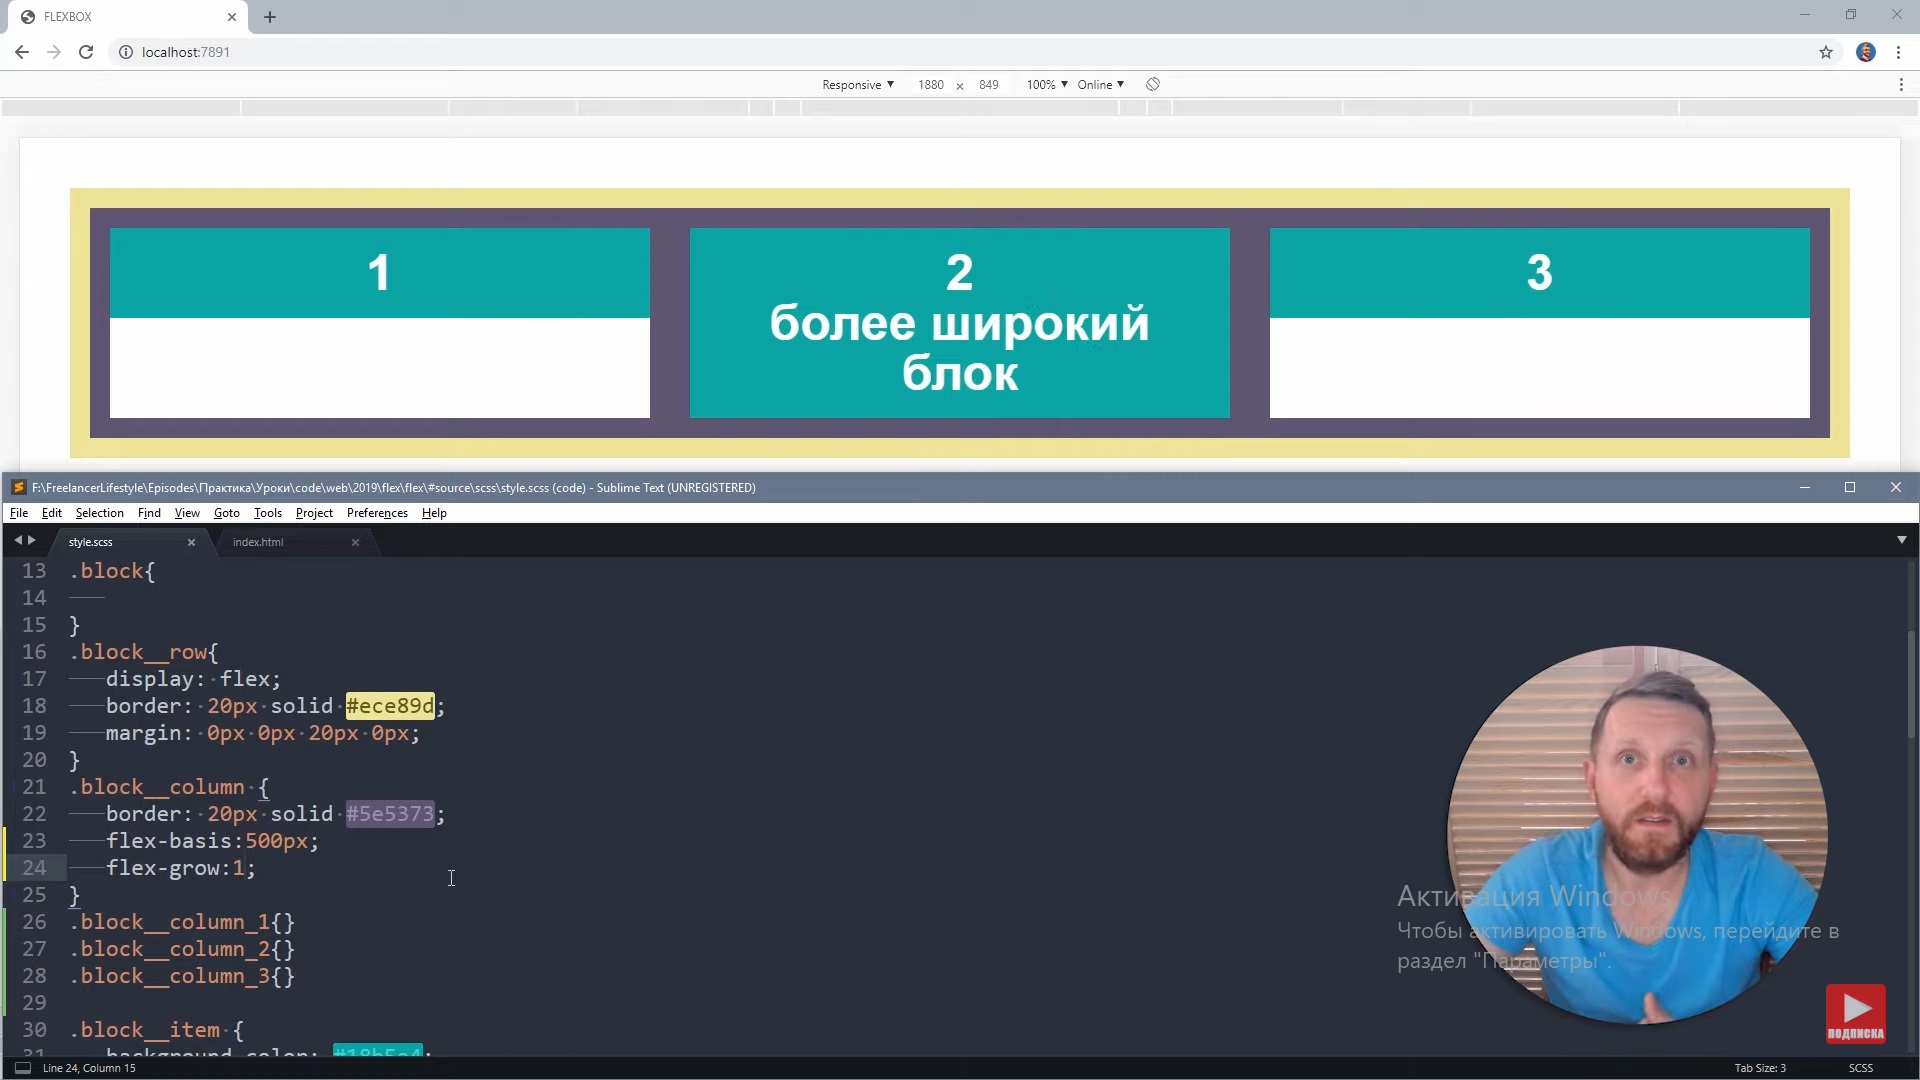 FLEXBOX
localhost:7891
Responsive 1880 x 849 100% Online
1
2
более широкий
блок
3
F:\FreelancerLifestyle\Episodes\Практика\Уроки\code\web\2019\flex\flex\#source\scss\style.scss (code) - Sublime Text (UNREGISTERED)
File Edit Selection Find View Goto Tools Project Preferences Help
style.scss index.html
13 .block{
14
15 }
16 .block__row{
17 display: flex;
18 border: 20px solid #ece89d;
19 margin: 0px 0px 20px 0px;
20 }
21 .block__column {
22 border: 20px solid #5e5373;
23 flex-basis:500px;
24 flex-grow:1;
25 }
26 .block__column_1{}
27 .block__column_2{}
28 .block__column_3{}
29
30 .block__item {
31 background-color: #18b5a4;
Активация Windows
Чтобы активировать Windows, перейдите в
раздел "Параметры".
ПОДПИСКА
Line 24, Column 15 Tab Size: 3 SCSS